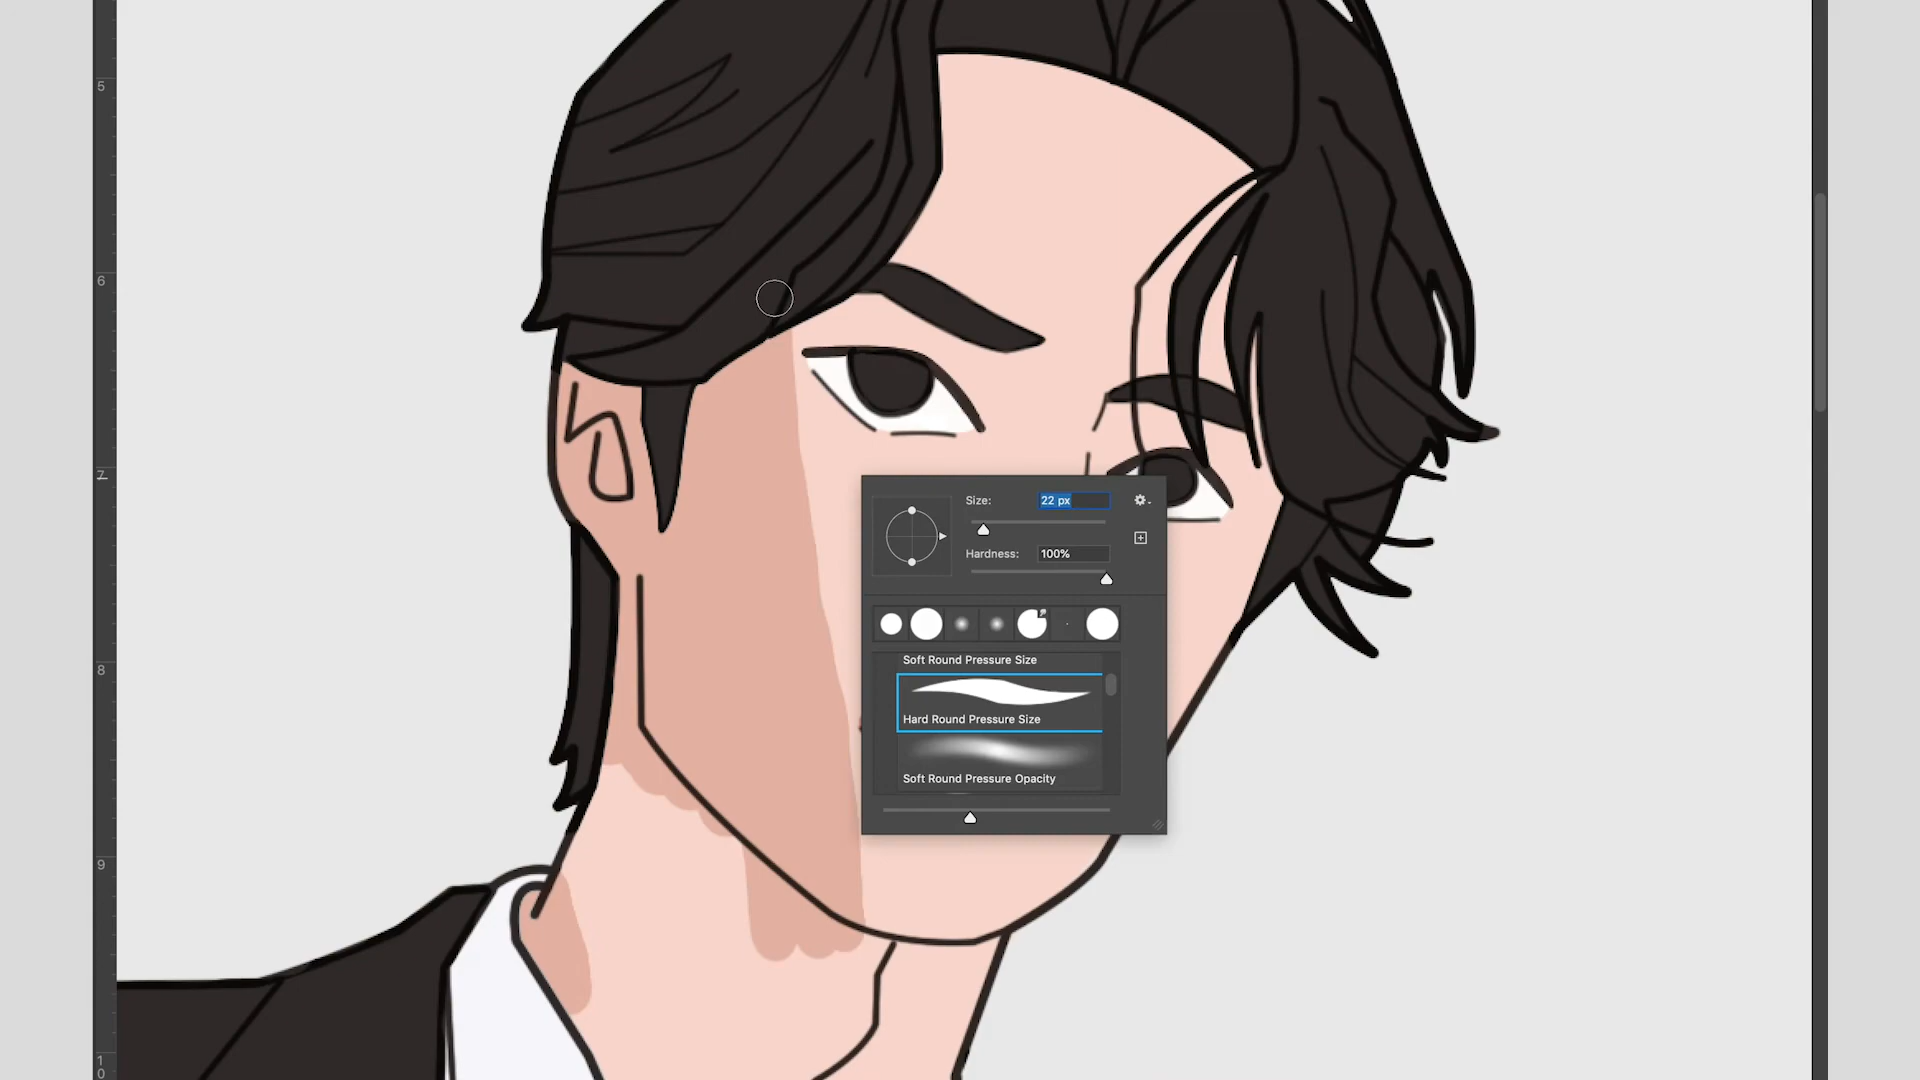 5
6
7
8
9
1
0
Size:
22 px
Hardness:
100%
Soft Round Pressure Size
Hard Round Pressure Size
Soft Round Pressure Opacity